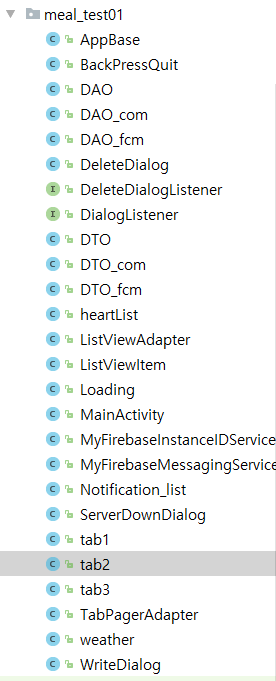 meal_test01
C AppBase
C BackPressQuit
C DAO
C DAO_com
C DAO_fcm
C DeleteDialog
I DeleteDialogListener
I DialogListener
C DTO
C DTO_com
C DTO_fcm
C heartList
C ListViewAdapter
C ListViewItem
C Loading
C MainActivity
C MyFirebaseInstanceIDService
C MyFirebaseMessagingService
C Notification_list
C ServerDownDialog
C tab1
C tab2
C tab3
C TabPagerAdapter
C weather
C WriteDialog